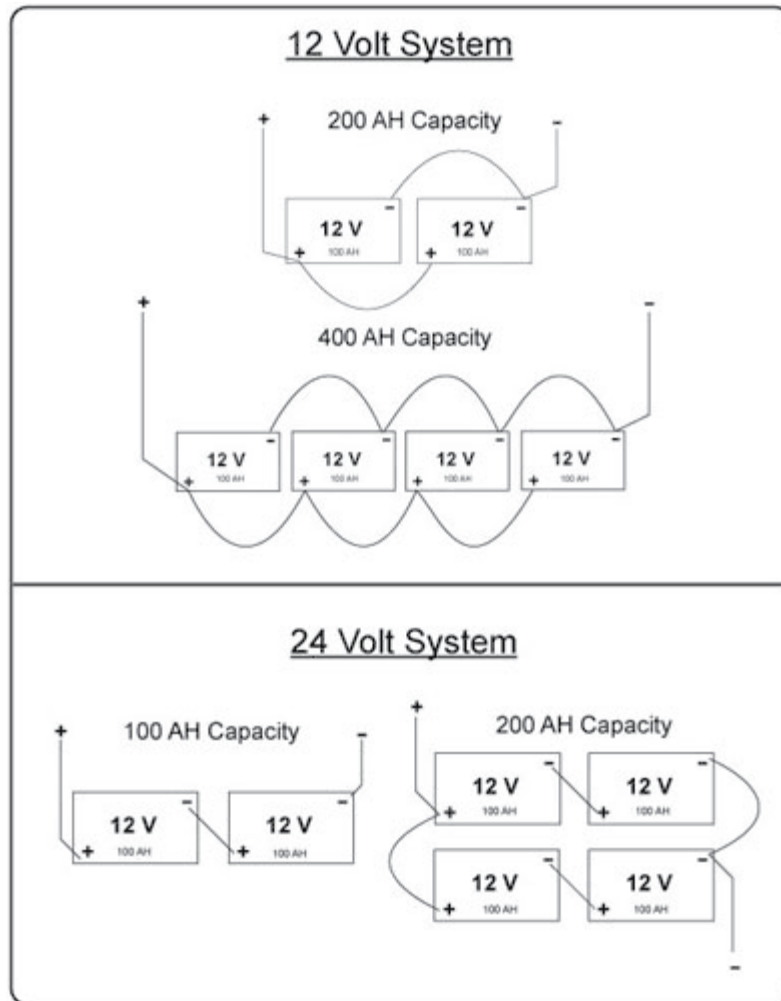 12 Volt System
+ 200 AH Capacity -
- -
12 V 12 V
+ 100 AH + 100 AH
+ -
400 AH Capacity
- - - -
12 V 12 V 12 V 12 V
+ 100 AH + 100 AH + 100 AH + 100 AH
24 Volt System
+ 100 AH Capacity -
- -
12 V 12 V
+ 100 AH + 100 AH
+ 200 AH Capacity
- -
12 V 12 V
+ 100 AH + 100 AH
- -
12 V 12 V
+ 100 AH + 100 AH
-